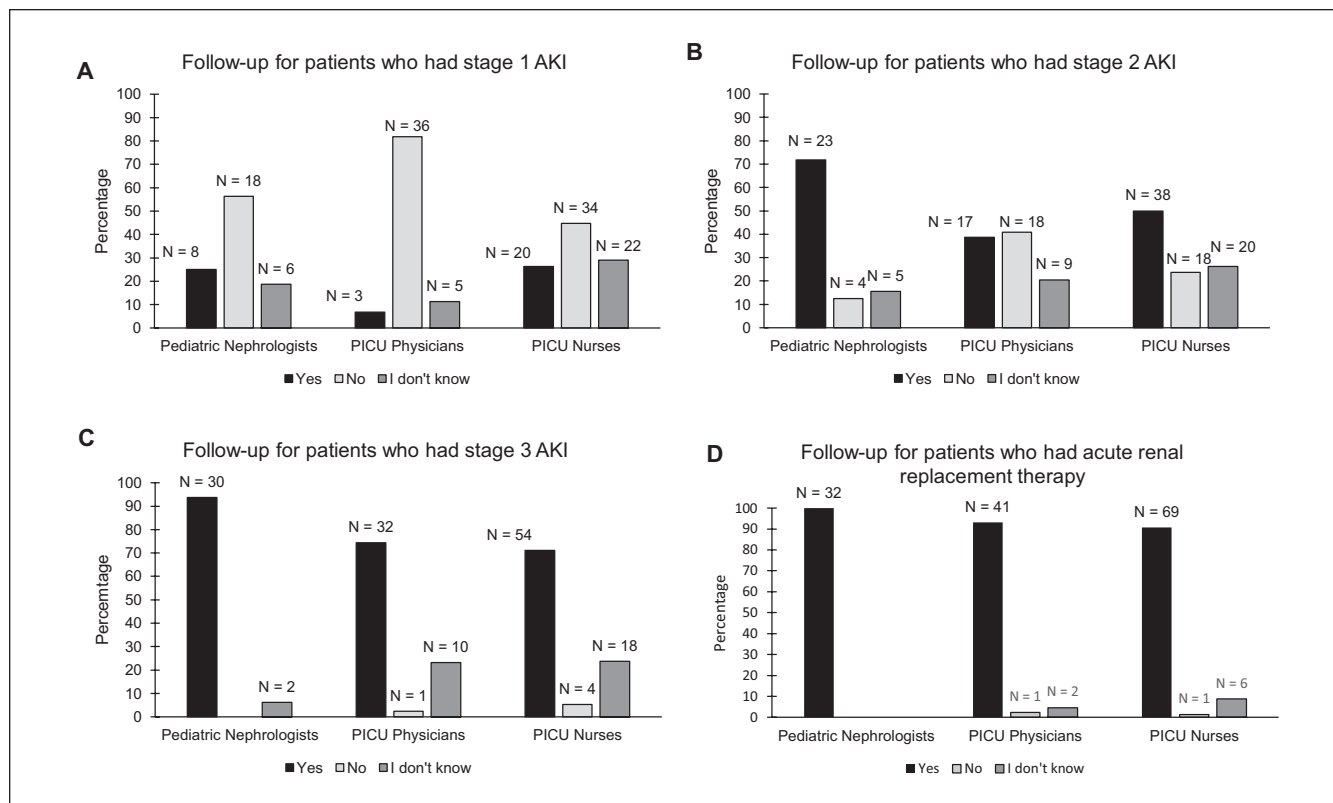 A
Follow-up for patients who had stage 1 AKI
Percentage
100
90
80
70
60
50
40
30
20
10
0
N = 8
N = 18
N = 6
N = 3
N = 36
N = 5
N = 20
N = 34
N = 22
Pediatric Nephrologists PICU Physicians PICU Nurses
Yes No I don't know
B
Follow-up for patients who had stage 2 AKI
Percentage
100
90
80
70
60
50
40
30
20
10
0
N = 23
N = 4
N = 5
N = 17
N = 18
N = 9
N = 38
N = 18
N = 20
Pediatric Nephrologists PICU Physicians PICU Nurses
Yes No I don't know
C
Follow-up for patients who had stage 3 AKI
Percemtage
100
90
80
70
60
50
40
30
20
10
0
N = 30
N = 2
N = 32
N = 1
N = 10
N = 54
N = 4
N = 18
Pediatric Nephrologists PICU Physicians PICU Nurses
Yes No I don't know
D
Follow-up for patients who had acute renal
replacement therapy
Percentage
100
90
80
70
60
50
40
30
20
10
0
N = 32
N = 41
N = 1
N = 2
N = 69
N = 1
N = 6
Pediatric Nephrologists PICU Physicians PICU Nurses
Yes No I don't know